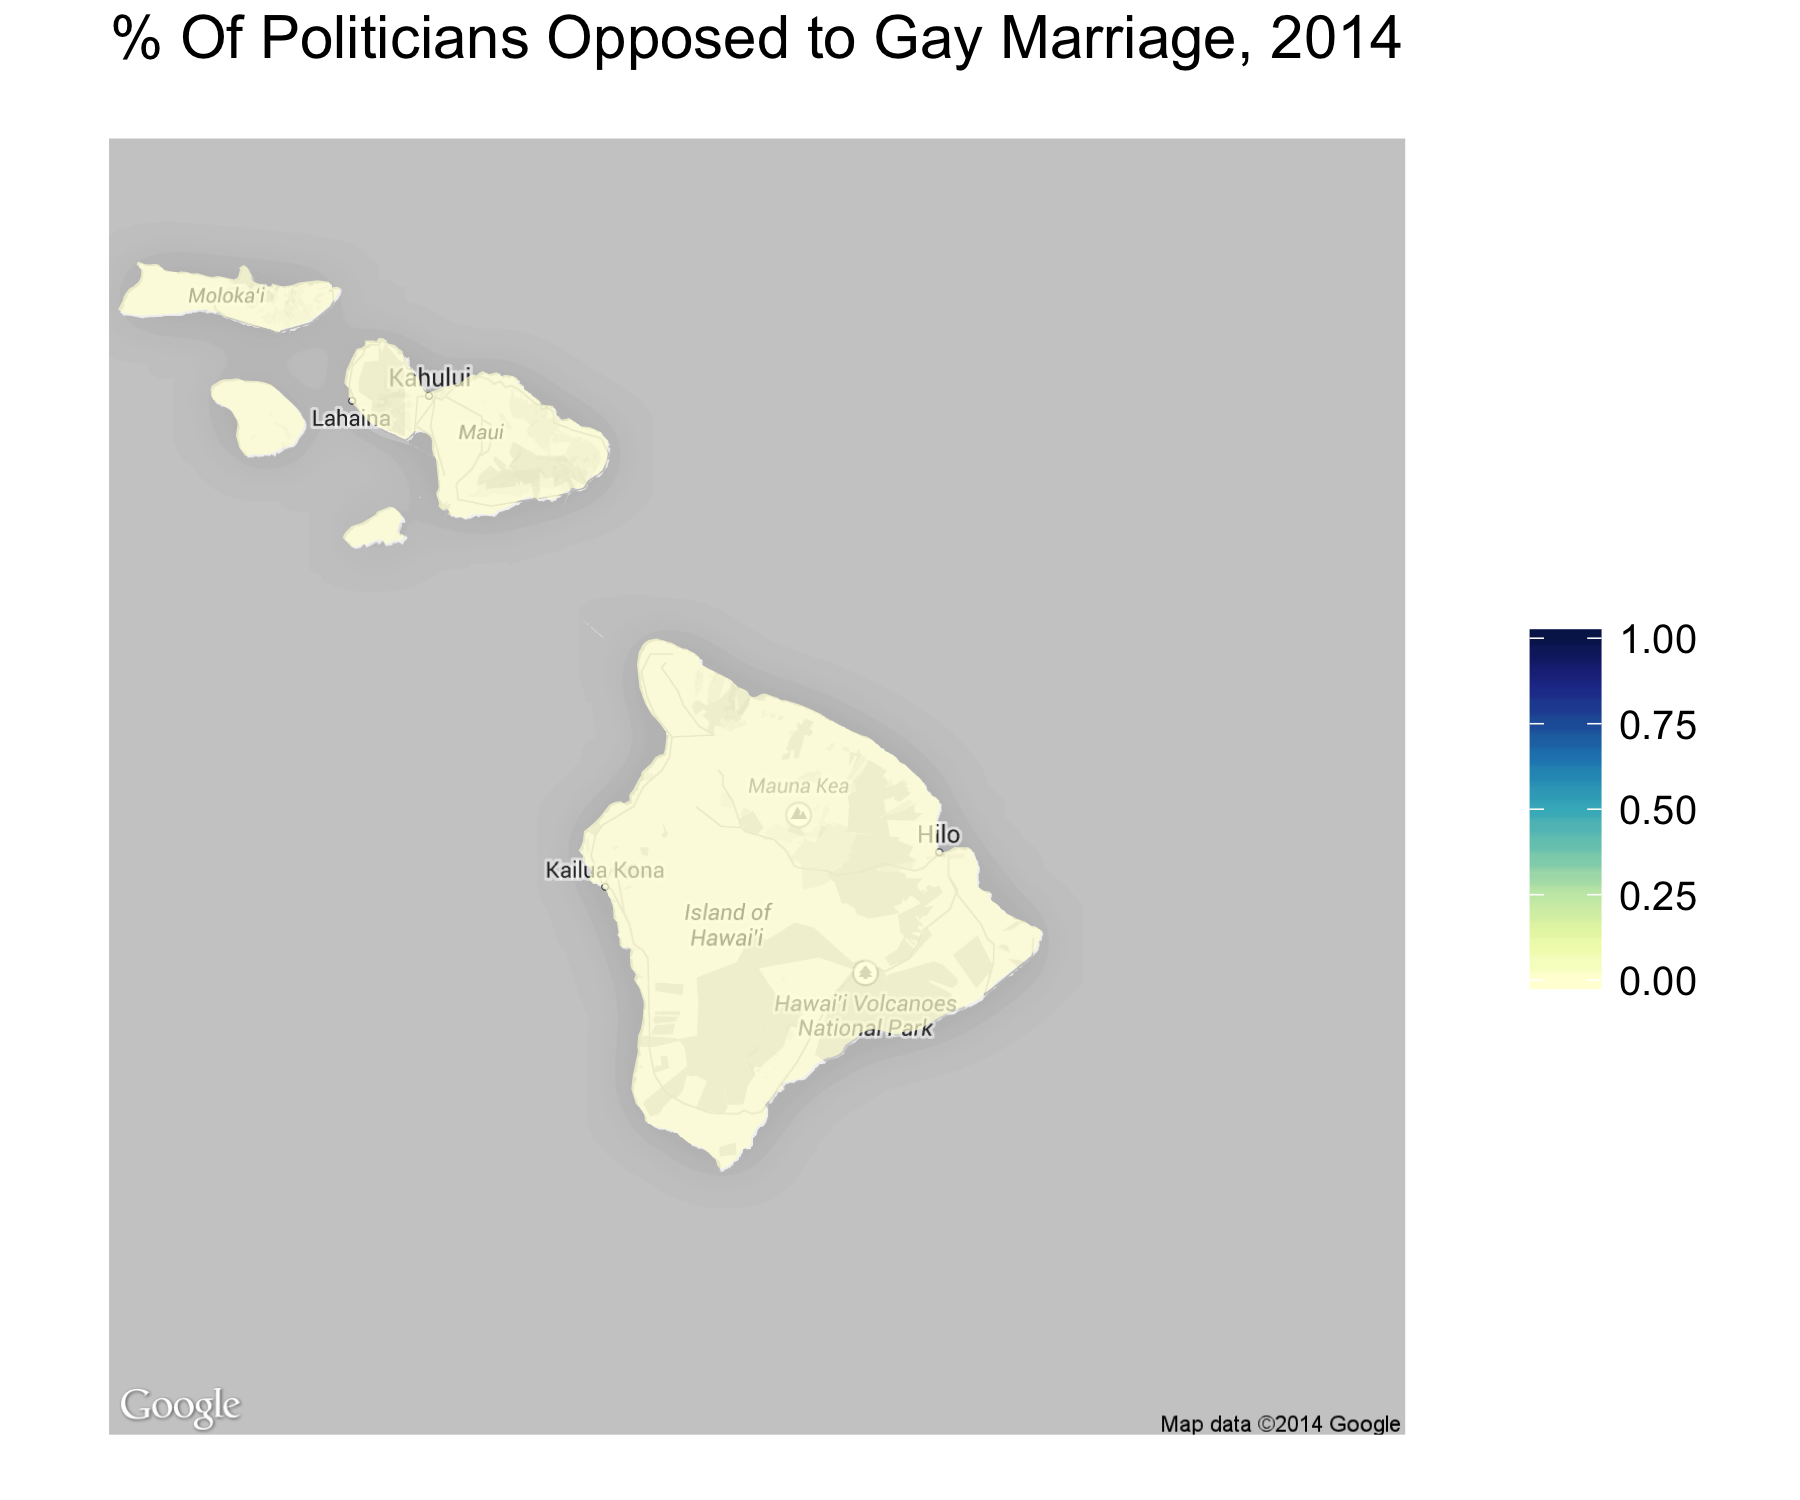 % Of Politicians Opposed to Gay Marriage, 2014
Moloka'i
Kahului
Lahaina
Maui
1.00
0.75
0.50
0.25
0.00
Mauna Kea
Hilo
Kailua Kona
Island of
Hawai'i
Hawai'i Volcanoes
National Park
Google
Map data ©2014 Google